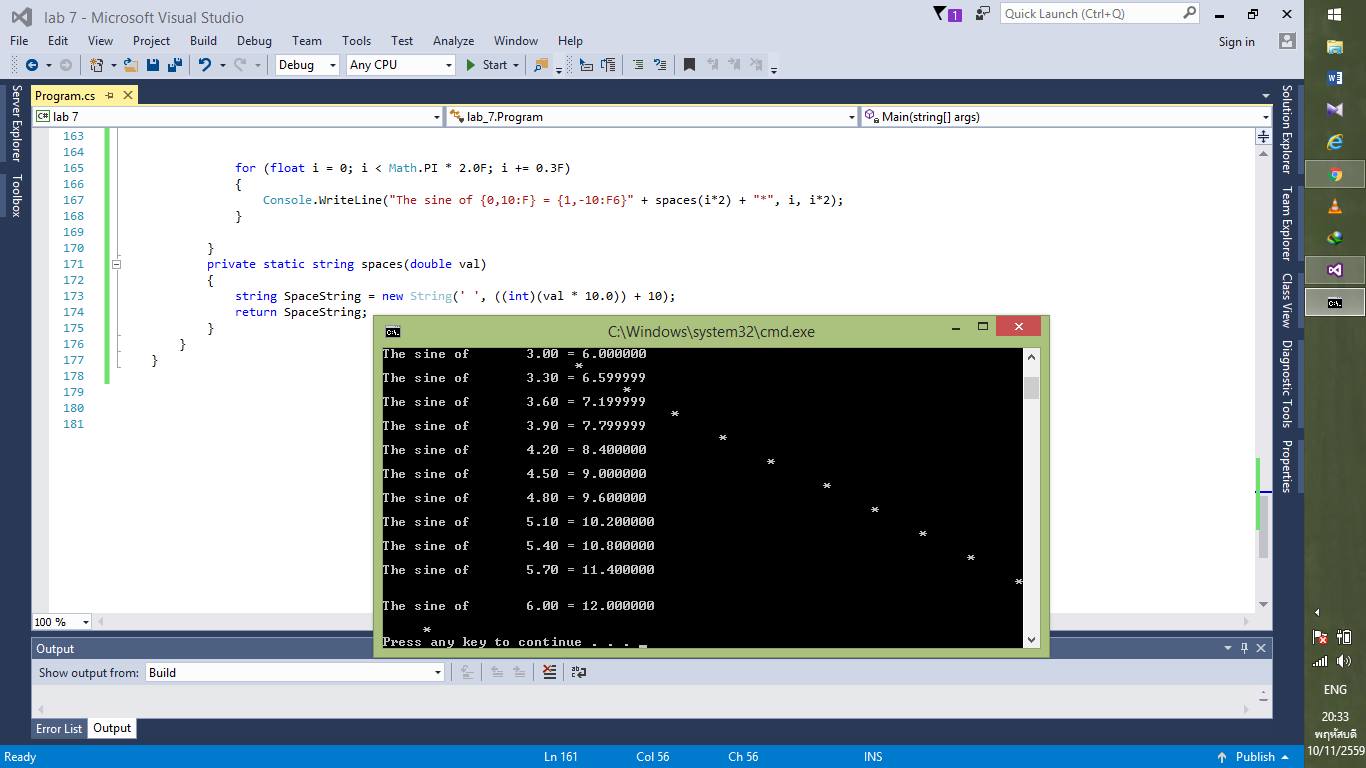 lab 7 - Microsoft Visual Studio
1
Quick Launch (Ctrl+Q)
File Edit View Project Build Debug Team Tools Test Analyze Window Help
Sign in
Debug Any CPU Start
Server Explorer
Toolbox
Program.cs
lab 7
lab_7.Program
Main(string[] args)
163
164
165 for (float i = 0; i < Math.PI * 2.0F; i += 0.3F)
166 {
167 Console.WriteLine("The sine of {0,10:F} = {1,-10:F6}" + spaces(i*2) + "*", i, i*2);
168 }
169
170 }
171 private static string spaces(double val)
172 {
173 string SpaceString = new String(' ', ((int)(val * 10.0)) + 10);
174 return SpaceString;
175 }
176 }
177 }
178
179
180
181
C:\Windows\system32\cmd.exe
The sine of 3.00 = 6.000000
*
The sine of 3.30 = 6.599999
*
The sine of 3.60 = 7.199999
*
The sine of 3.90 = 7.799999
*
The sine of 4.20 = 8.400000
*
The sine of 4.50 = 9.000000
*
The sine of 4.80 = 9.600000
*
The sine of 5.10 = 10.200000
*
The sine of 5.40 = 10.800000
*
The sine of 5.70 = 11.400000
*
The sine of 6.00 = 12.000000
*
Press any key to continue . . .
100 %
Output
Show output from: Build
Error List Output
Ready Ln 161 Col 56 Ch 56 INS Publish
Solution Explorer
Team Explorer
Class View
Diagnostic Tools
Properties
ENG
20:33
พฤหัสบดี
10/11/2559